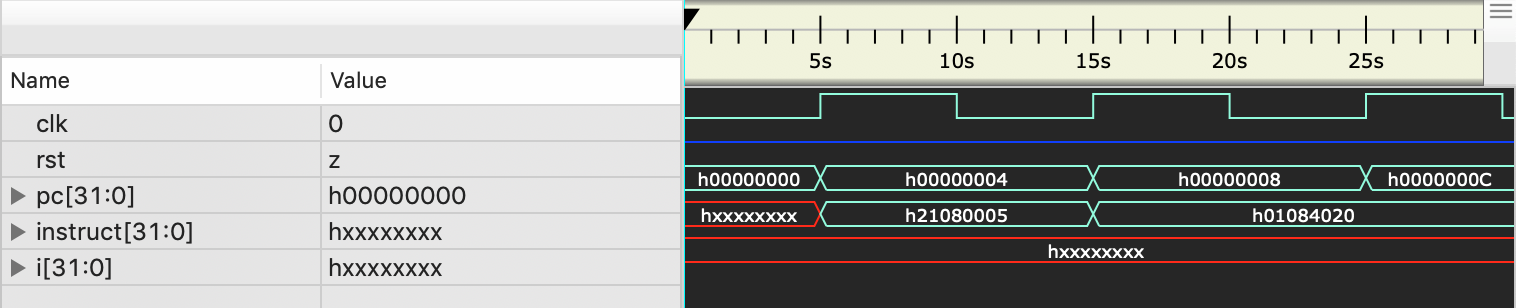 5s 10s 15s 20s 25s
Name Value
clk 0
rst z
pc[31:0] h00000000 h00000000 h00000004 h00000008 h0000000C
instruct[31:0] hxxxxxxxx hxxxxxxxx h21080005 h01084020
i[31:0] hxxxxxxxx hxxxxxxxx